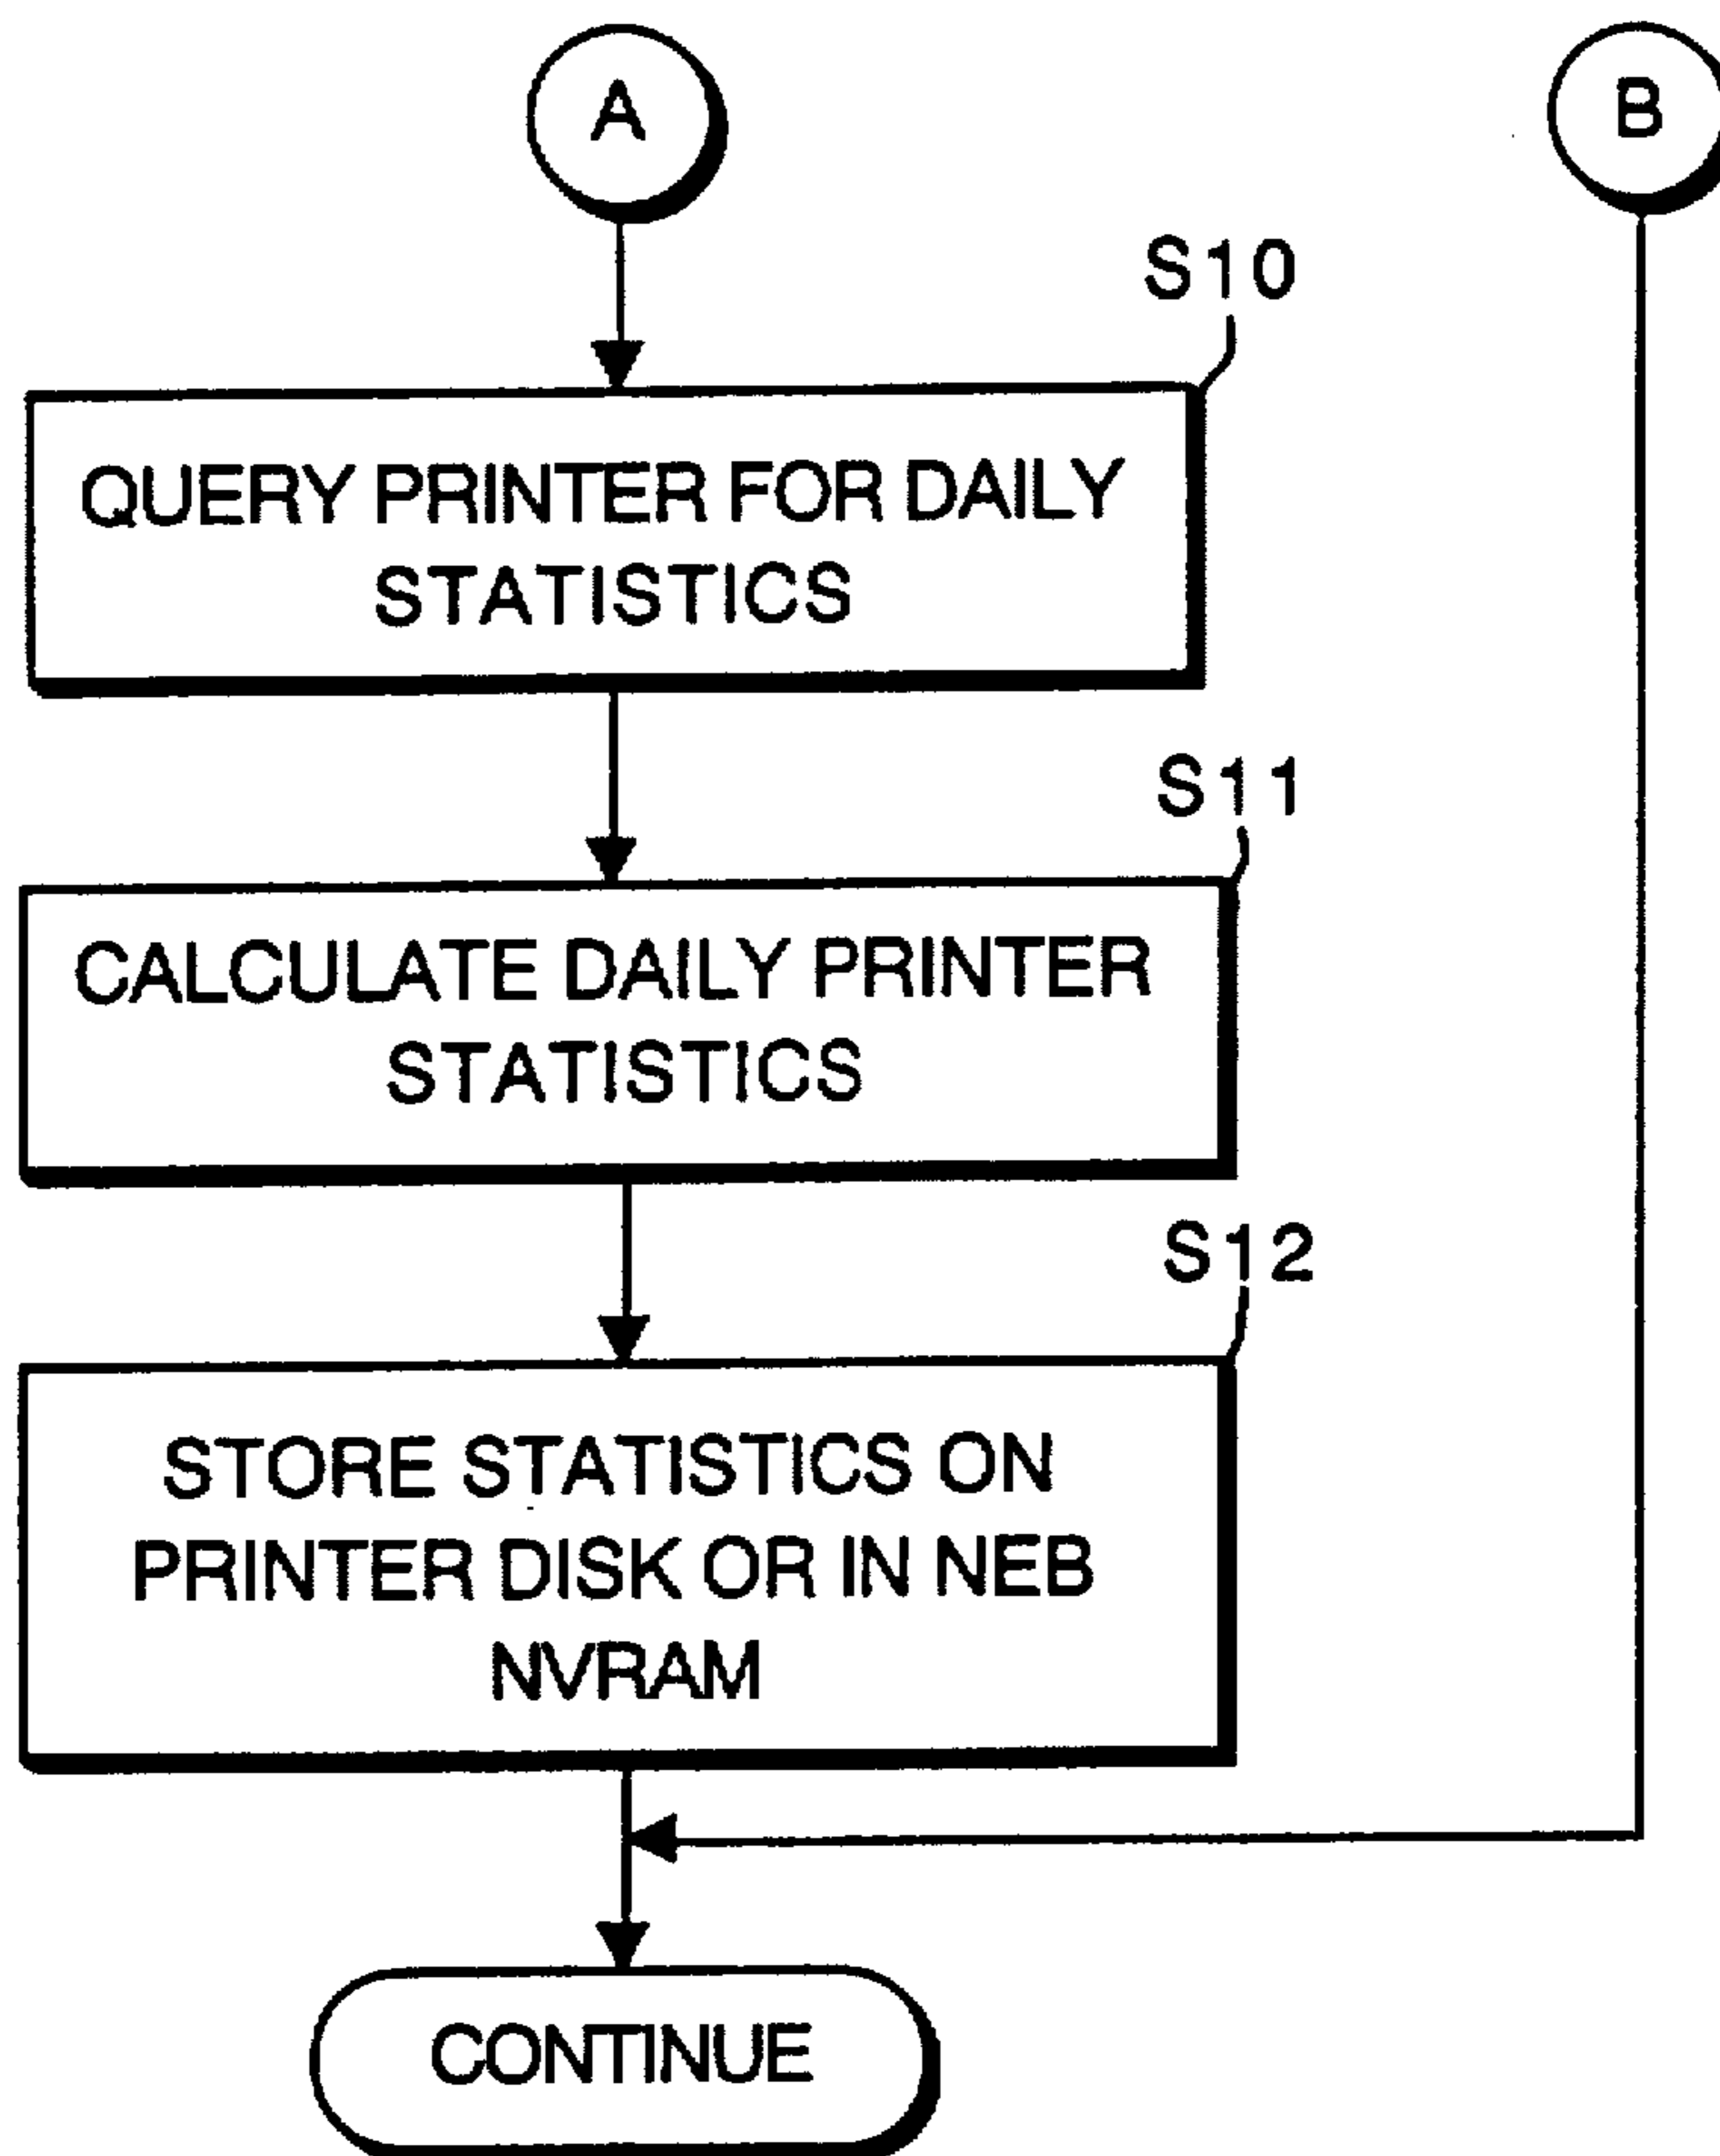 A
B
S10
QUERY PRINTER FOR DAILY
STATISTICS
S11
CALCULATE DAILY PRINTER
STATISTICS
S12
STORE STATISTICS ON
PRINTER DISK OR IN NEB
NVRAM
CONTINUE